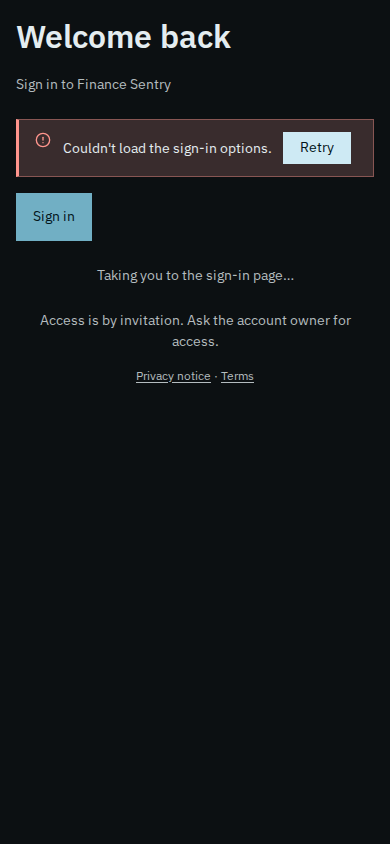 Welcome back
Sign in to Finance Sentry
Couldn't load the sign-in options.
Retry
Sign in
Taking you to the sign-in page...
Access is by invitation. Ask the account owner for
access.
Privacy notice · Terms